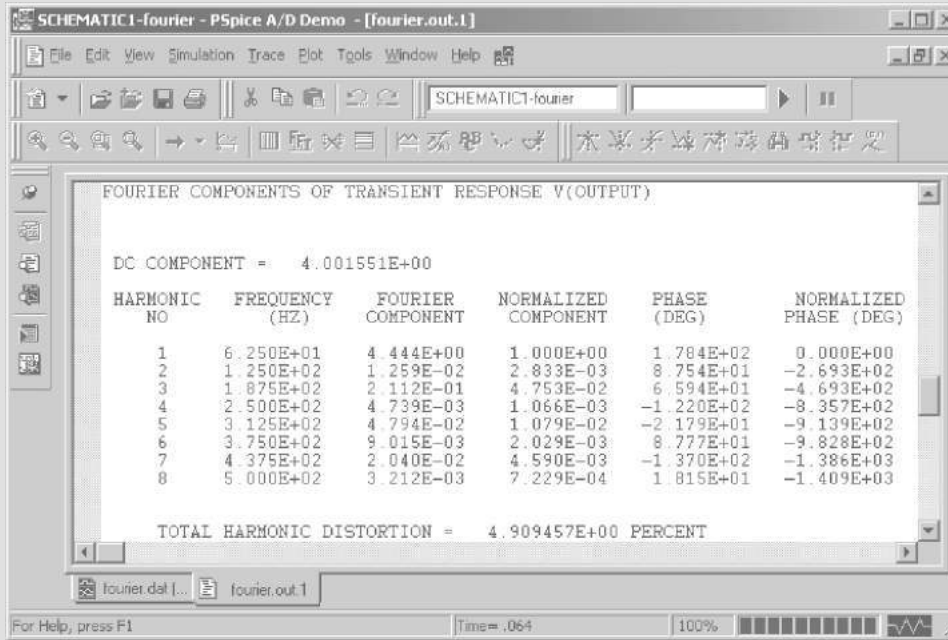 SCHEMATIC1-fourier - PSpice A/D Demo - [fourier.out.1]
File Edit View Simulation Trace Plot Tools Window Help
SCHEMATIC1-fourier
FOURIER COMPONENTS OF TRANSIENT RESPONSE V(OUTPUT)
DC COMPONENT = 4.001551E+00
HARMONIC FREQUENCY FOURIER NORMALIZED PHASE NORMALIZED
NO (HZ) COMPONENT COMPONENT (DEG) PHASE (DEG)
1 6.250E+01 4.444E+00 1.000E+00 1.784E+02 0.000E+00
2 1.250E+02 1.259E-02 2.833E-03 8.754E+01 -2.693E+02
3 1.875E+02 2.112E-01 4.753E-02 6.594E+01 -4.693E+02
4 2.500E+02 4.739E-03 1.066E-03 -1.220E+02 -8.357E+02
5 3.125E+02 4.794E-02 1.079E-02 -2.179E+01 -9.139E+02
6 3.750E+02 9.015E-03 2.029E-03 8.777E+01 -9.828E+02
7 4.375E+02 2.040E-02 4.590E-03 -1.370E+02 -1.386E+03
8 5.000E+02 3.212E-03 7.229E-04 1.815E+01 -1.409E+03
TOTAL HARMONIC DISTORTION = 4.909457E+00 PERCENT
fourier.dat (... fourier.out.1
For Help, press F1 Time= .064 100%